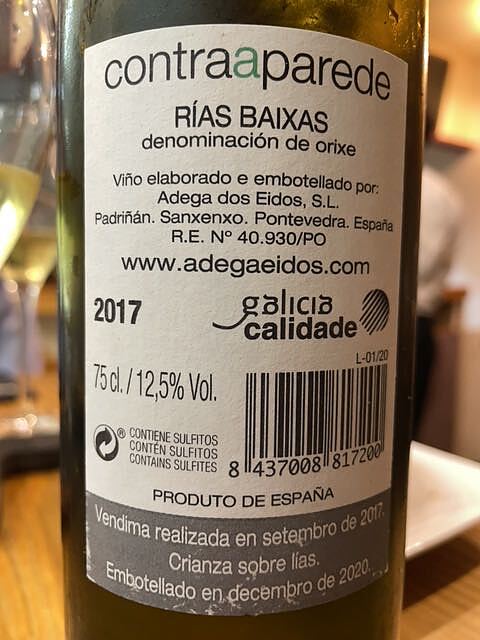 contraaparede
RÍAS BAIXAS
denominación de orixe
Viño elaborado e embotellado por:
Adega dos Eidos, S.L.
Padriñán. Sanxenxo. Pontevedra. España
R.E. Nº 40.930/PO
www.adegaeidos.com
2017
galicia
calidade
L-01/20
75 cl. / 12,5% Vol.
® CONTIENE SULFITOS
CONTÉN SULFITOS
CONTAINS SULFITES
8 437008 817200
PRODUTO DE ESPAÑA
Vendima realizada en setembro de 2017.
Crianza sobre lías.
Embotellado en decembro de 2020.